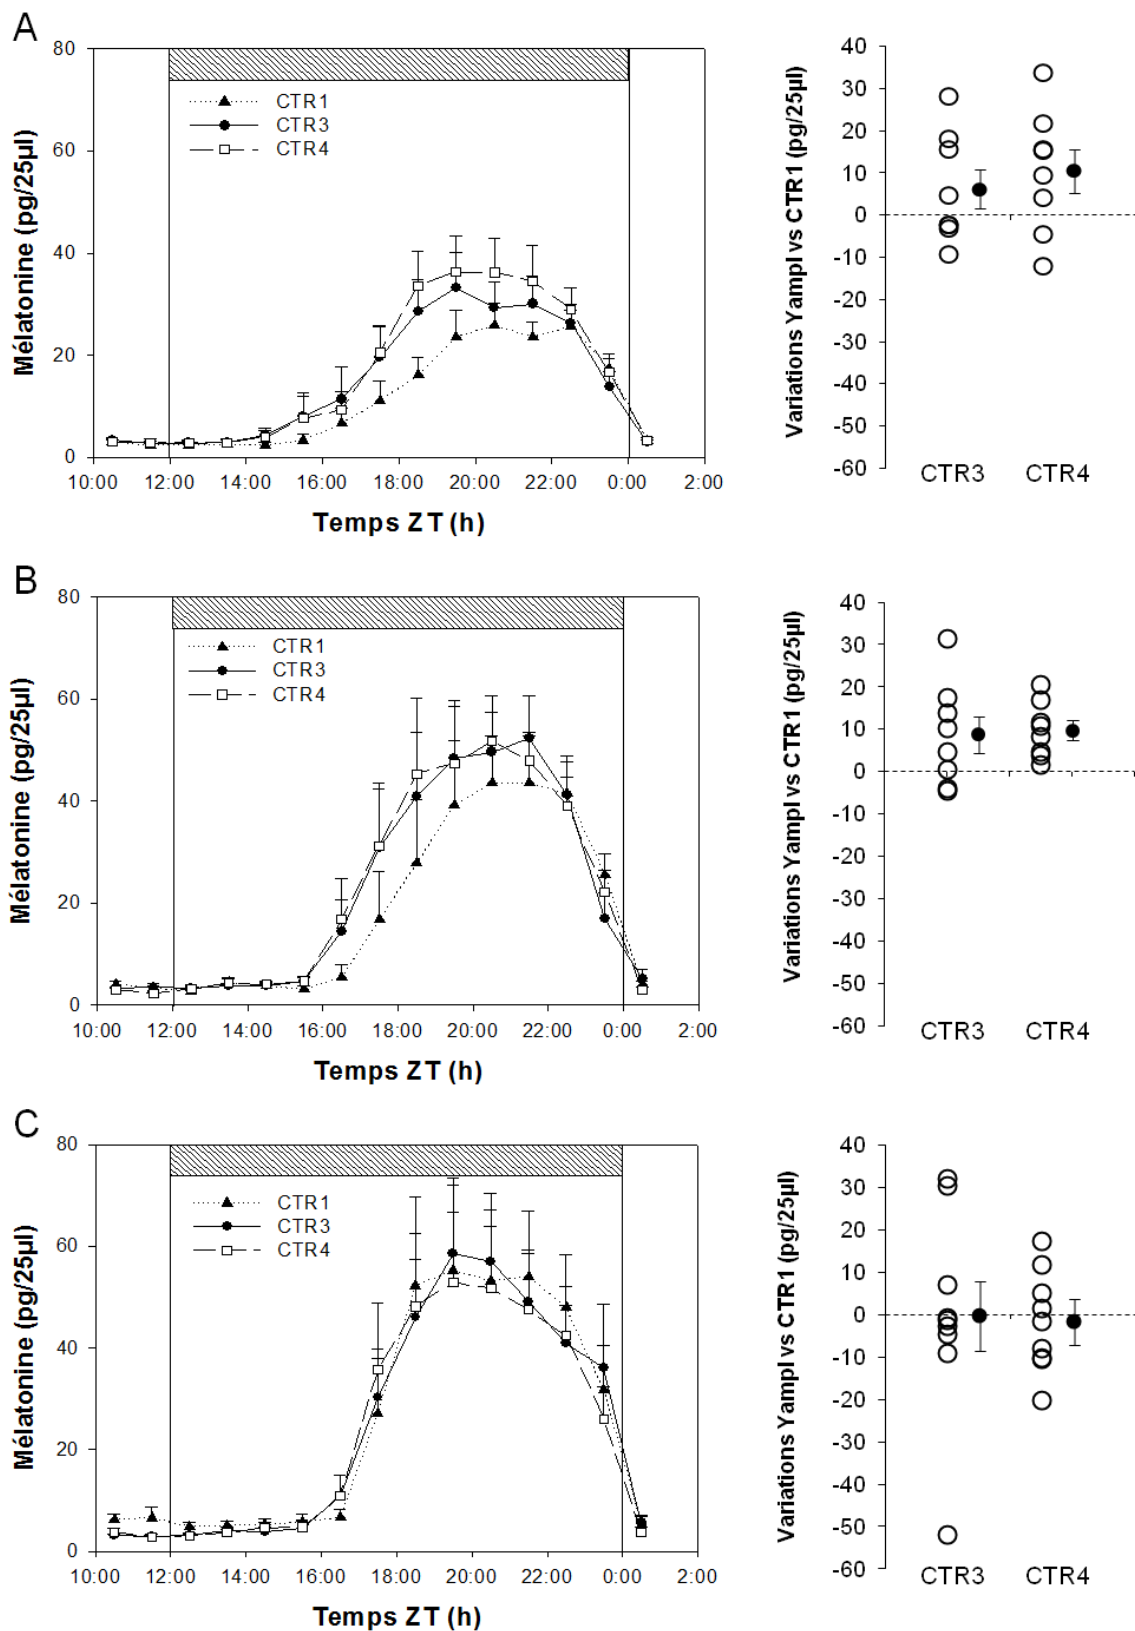 A
Mélatonine (pg/25µl)
80
60
40
20
0
CTR1
CTR3
CTR4
10:00 12:00 14:00 16:00 18:00 20:00 22:00 0:00 2:00
Temps ZT (h)
Variations Yampl vs CTR1 (pg/25µl)
40
30
20
10
0
-10
-20
-30
-40
-50
-60
CTR3 CTR4
B
Mélatonine (pg/25µl)
80
60
40
20
0
CTR1
CTR3
CTR4
10:00 12:00 14:00 16:00 18:00 20:00 22:00 0:00 2:00
Temps ZT (h)
Variations Yampl vs CTR1 (pg/25µl)
40
30
20
10
0
-10
-20
-30
-40
-50
-60
CTR3 CTR4
C
Mélatonine (pg/25µl)
80
60
40
20
0
CTR1
CTR3
CTR4
10:00 12:00 14:00 16:00 18:00 20:00 22:00 0:00 2:00
Temps ZT (h)
Variations Yampl vs CTR1 (pg/25µl)
40
30
20
10
0
-10
-20
-30
-40
-50
-60
CTR3 CTR4